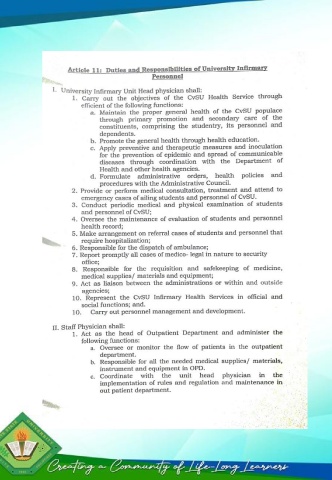 Article 11: Duties and Responsibilities of University Infirmary
Personnel
I. University Infirmary Unit Head physician shall:
1. Carry out the objectives of the CvSU Health Service through
efficient of the following functions:
a. Maintain the proper general health of the CvSU populace
through primary promotion and secondary care of the
constituents, comprising the studentry, its personnel and
dependents.
b. Promote the general health through health education.
c. Apply preventive and therapeutic measures and inoculation
for the prevention of epidemic and spread of communicable
diseases through coordination with the Department of
Health and other health agencies.
d. Formulate administrative orders, health policies and
procedures with the Administrative Council.
2. Provide or perform medical consultation, treatment and attend to
emergency cases of ailing students and personnel of CvSU.
3. Conduct periodic medical and physical examination of students
and personnel of CvSU;
4. Oversee the maintenance of evaluation of students and personnel
health record;
5. Make arrangement on referral cases of students and personnel that
require hospitalization;
6. Responsible for the dispatch of ambulance;
7. Report promptly all cases of medico- legal in nature to security
office;
8. Responsible for the requisition and safekeeping of medicine,
medical supplies/ materials and equipment;
9. Act as liaison between the administrations or within and outside
agencies;
10. Represent the CvSU Infirmary Health Services in official and
social functions; and.
10. Carry out personnel management and development.
II. Staff Physician shall:
1. Act as the head of Outpatient Department and administer the
following functions:
a. Oversee or monitor the flow of patients in the outpatient
department.
b. Responsible for all the needed medical supplies/ materials,
instrument and equipment in OPD.
c. Coordinate with the unit head physician in the
implementation of rules and regulation and maintenance in
out patient department.
Creating a Community of Life-Long Learners